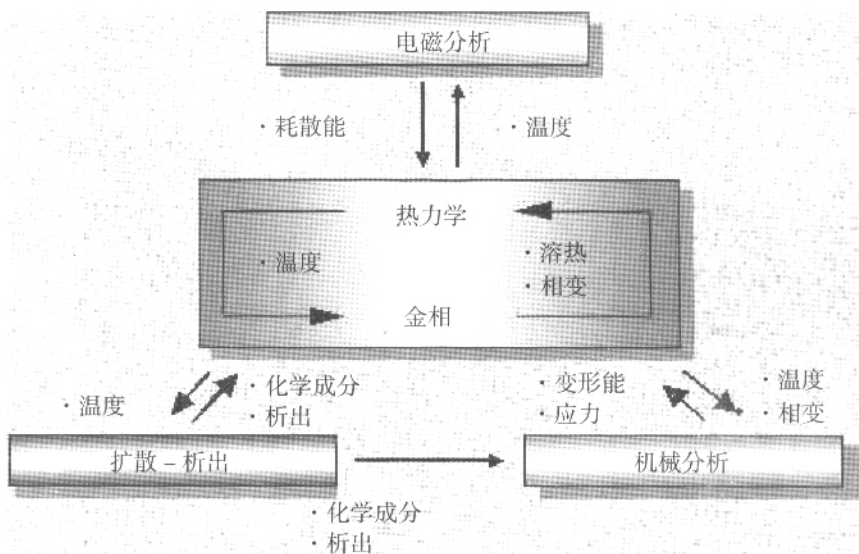 电磁分析
·耗散能
·温度
热力学
·温度
·溶热
·相变
金相
·温度
·化学成分
·析出
·变形能
·应力
·温度
·相变
扩散–析出
机械分析
·化学成分
·析出